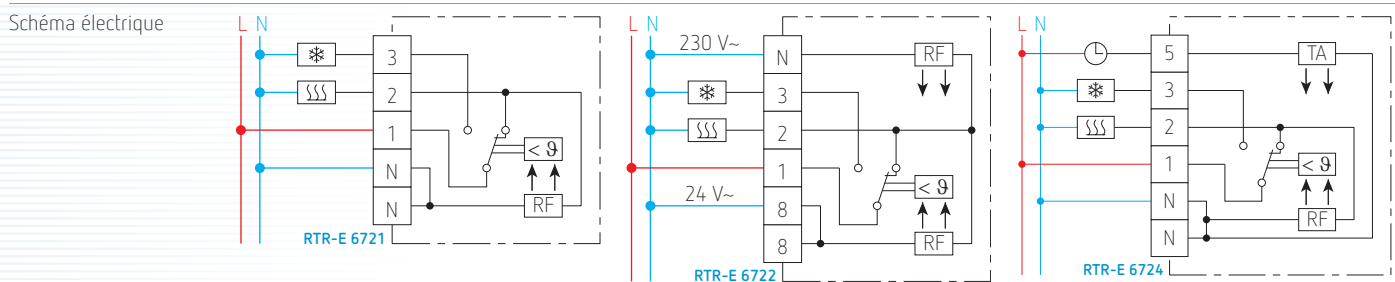 Schéma électrique
L N
3
2
1
N
N
< ϑ
RF
RTR-E 6721
L N
230 V~
24 V~
N
3
2
1
8
8
RF
< ϑ
RF
RTR-E 6722
L N
5
3
2
1
N
N
TA
< ϑ
RF
RTR-E 6724